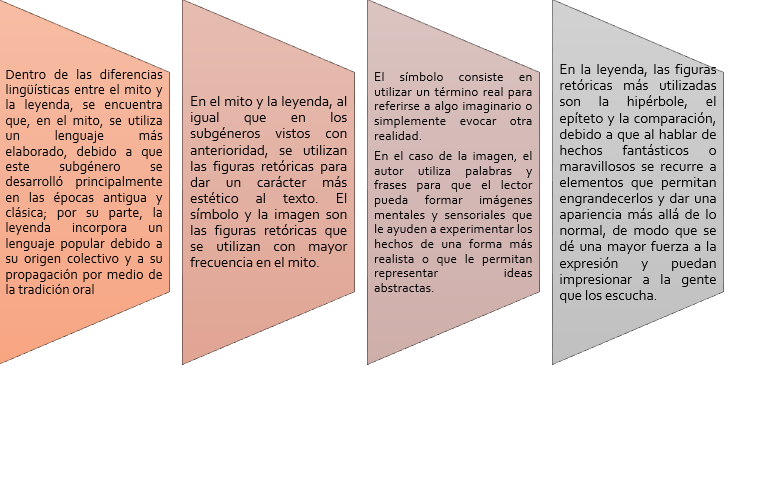 Dentro de las diferencias
lingüísticas entre el mito y
la leyenda, se encuentra
que, en el mito, se utiliza
un lenguaje más
elaborado, debido a que
este subgénero se
desarrolló principalmente
en las épocas antigua y
clásica; por su parte, la
leyenda incorpora un
lenguaje popular debido a
su origen colectivo y a su
propagación por medio de
la tradición oral
En el mito y la leyenda, al
igual que en los
subgéneros vistos con
anterioridad, se utilizan
las figuras retóricas para
dar un carácter más
estético al texto. El
símbolo y la imagen son
las figuras retóricas que
se utilizan con mayor
frecuencia en el mito.
El símbolo consiste en
utilizar un término real para
referirse a algo imaginario o
simplemente evocar otra
realidad.
En el caso de la imagen, el
autor utiliza palabras y
frases para que el lector
pueda formar imágenes
mentales y sensoriales que
le ayuden a experimentar los
hechos de una forma más
realista o que le permitan
representar ideas
abstractas.
En la leyenda, las figuras
retóricas más utilizadas
son la hipérbole, el
epíteto y la comparación,
debido a que al hablar de
hechos fantásticos o
maravillosos se recurre a
elementos que permitan
engrandecerlos y dar una
apariencia más allá de lo
normal, de modo que se
dé una mayor fuerza a la
expresión y puedan
impresionar a la gente
que los escucha.